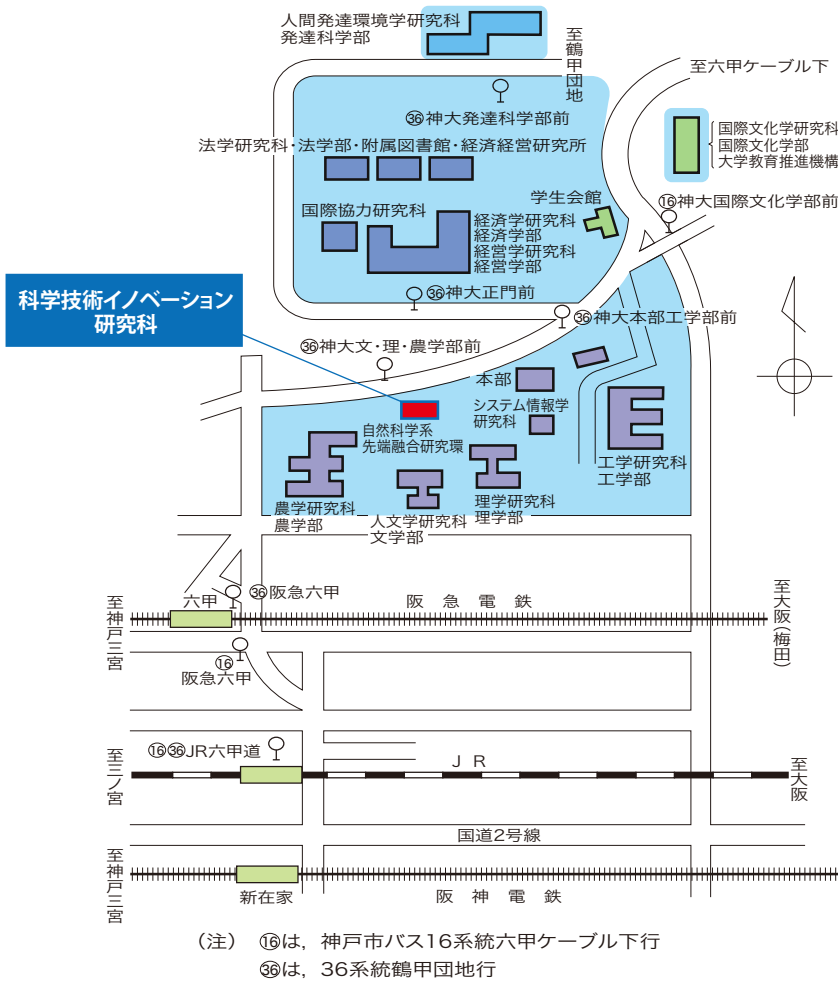 人間発達環境学研究科
発達科学部
至鶴甲団地
至六甲ケーブル下
㊱神大発達科学部前
国際文化学研究科
国際文化学部
大学教育推進機構
法学研究科・法学部・附属図書館・経済経営研究所
学生会館
⑯神大国際文化学部前
国際協力研究科
経済学研究科
経済学部
経営学研究科
経営学部
科学技術イノベーション
研究科
㊱神大正門前
㊱神大本部工学部前
㊱神大文・理・農学部前
本部
システム情報学
研究科
自然科学系
先端融合研究環
工学研究科
工学部
理学研究科
理学部
農学研究科
農学部
人文学研究科
文学部
㊱阪急六甲
六甲
阪急電鉄
至神戸三宮
至大阪(梅田)
⑯
阪急六甲
⑯㊱JR六甲道
JR
至三ノ宮
至大阪
国道2号線
至神戸三宮
新在家
阪神電鉄
（注） ⑯は，神戸市バス16系統六甲ケーブル下行
㊱は，36系統鶴甲団地行